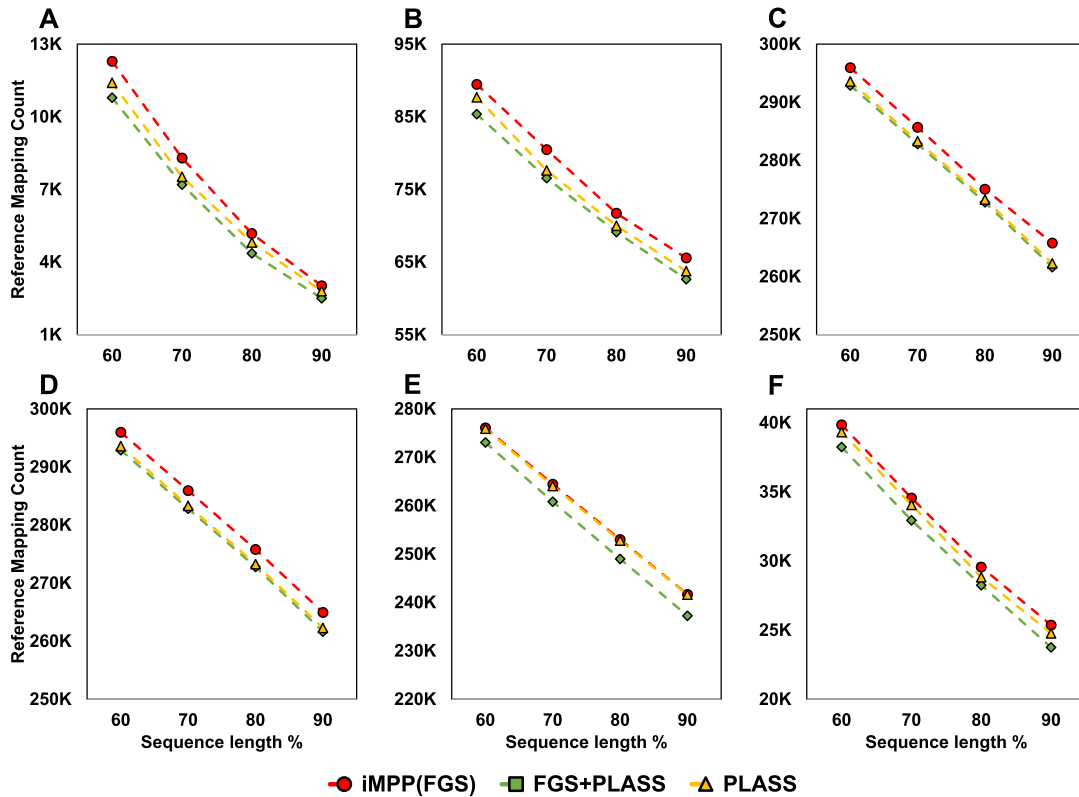 A
B
C
Reference Mapping Count
13K
10K
7K
4K
1K
60 70 80 90
95K
85K
75K
65K
55K
60 70 80 90
300K
290K
280K
270K
260K
250K
60 70 80 90
D
E
F
Reference Mapping Count
300K
290K
280K
270K
260K
250K
60 70 80 90
Sequence length %
280K
270K
260K
250K
240K
230K
220K
60 70 80 90
Sequence length %
40K
35K
30K
25K
20K
60 70 80 90
Sequence length %
iMPP(FGS) FGS+PLASS PLASS